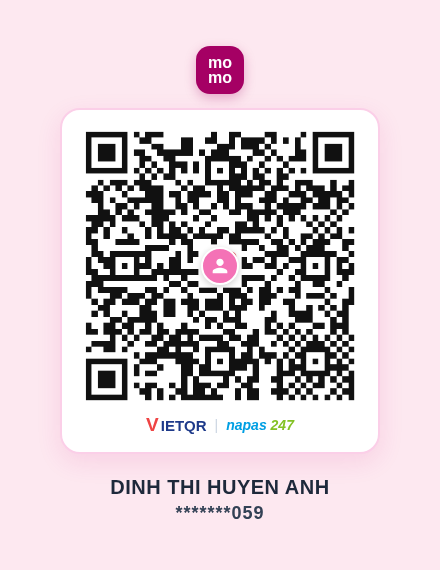 mo
mo
VIETQR | napas 247
DINH THI HUYEN ANH
*******059